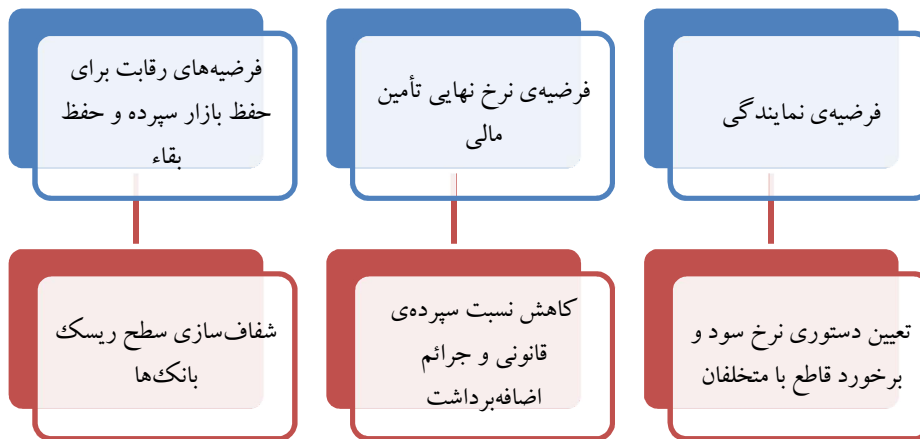 فرضیه‌ی نمایندگی
فرضیه‌ی نرخ نهایی تأمین
مالی
فرضیه‌های رقابت برای
حفظ بازار سپرده و حفظ
بقاء
تعیین دستوری نرخ سود و
برخورد قاطع با متخلفان
کاهش نسبت سپرده‌ی
قانونی و جرائم
اضافه‌برداشت
شفاف‌سازی سطح ریسک
بانک‌ها